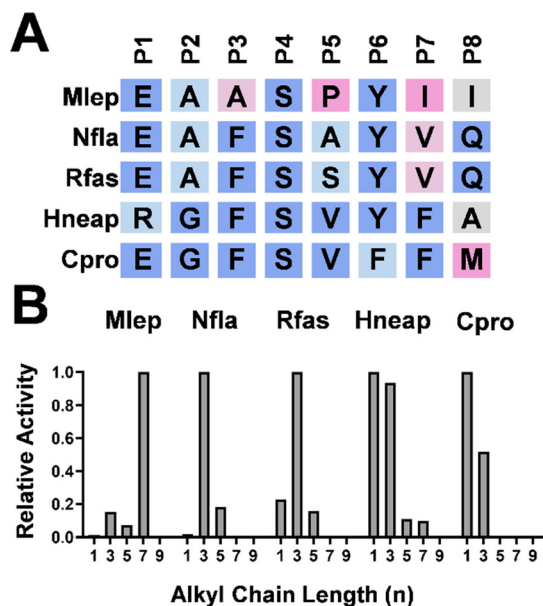 A
P1 P2 P3 P4 P5 P6 P7 P8
Mlep E A A S P Y I I
Nfla E A F S A Y V Q
Rfas E A F S S Y V Q
Hneap R G F S V Y F A
Cpro E G F S V F F M
B
Mlep Nfla Rfas Hneap Cpro
Relative Activity
1.0
0.8
0.6
0.4
0.2
0.0
1 3 5 7 9 1 3 5 7 9 1 3 5 7 9 1 3 5 7 9 1 3 5 7 9
Alkyl Chain Length (n)